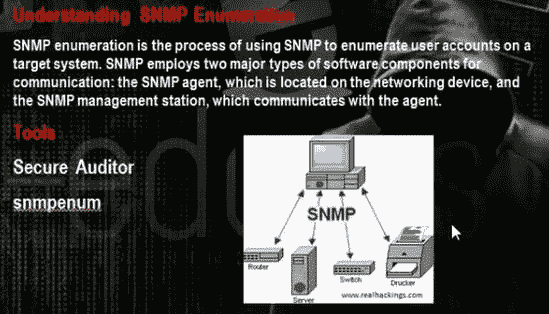 Understanding SNMP Enumeration
SNMP enumeration is the process of using SNMP to enumerate user accounts on a
target system. SNMP employs two major types of software components for
communication: the SNMP agent, which is located on the networking device, and
the SNMP management station, which communicates with the agent.
Tools
Secure Auditor
snmpenum
SNMP
Router
Server
Switch
Drucker
www.realhackings.com